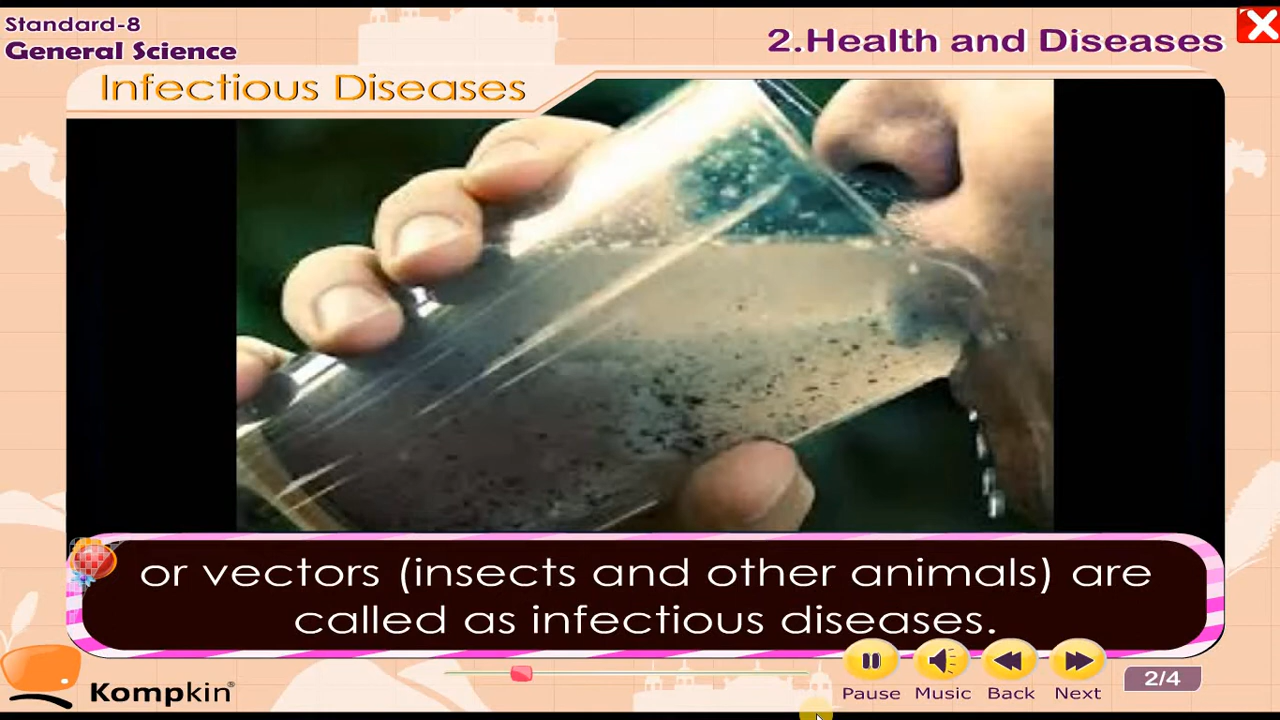 Standard-8
General Science
2.Health and Diseases
Infectious Diseases
or vectors (insects and other animals) are
called as infectious diseases.
Pause Music Back Next
2/4
Kompkin®